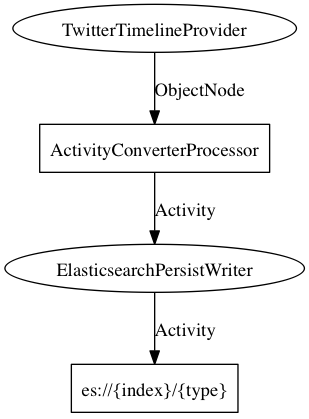 TwitterTimelineProvider
ObjectNode
ActivityConverterProcessor
Activity
ElasticsearchPersistWriter
Activity
es://{index}/{type}